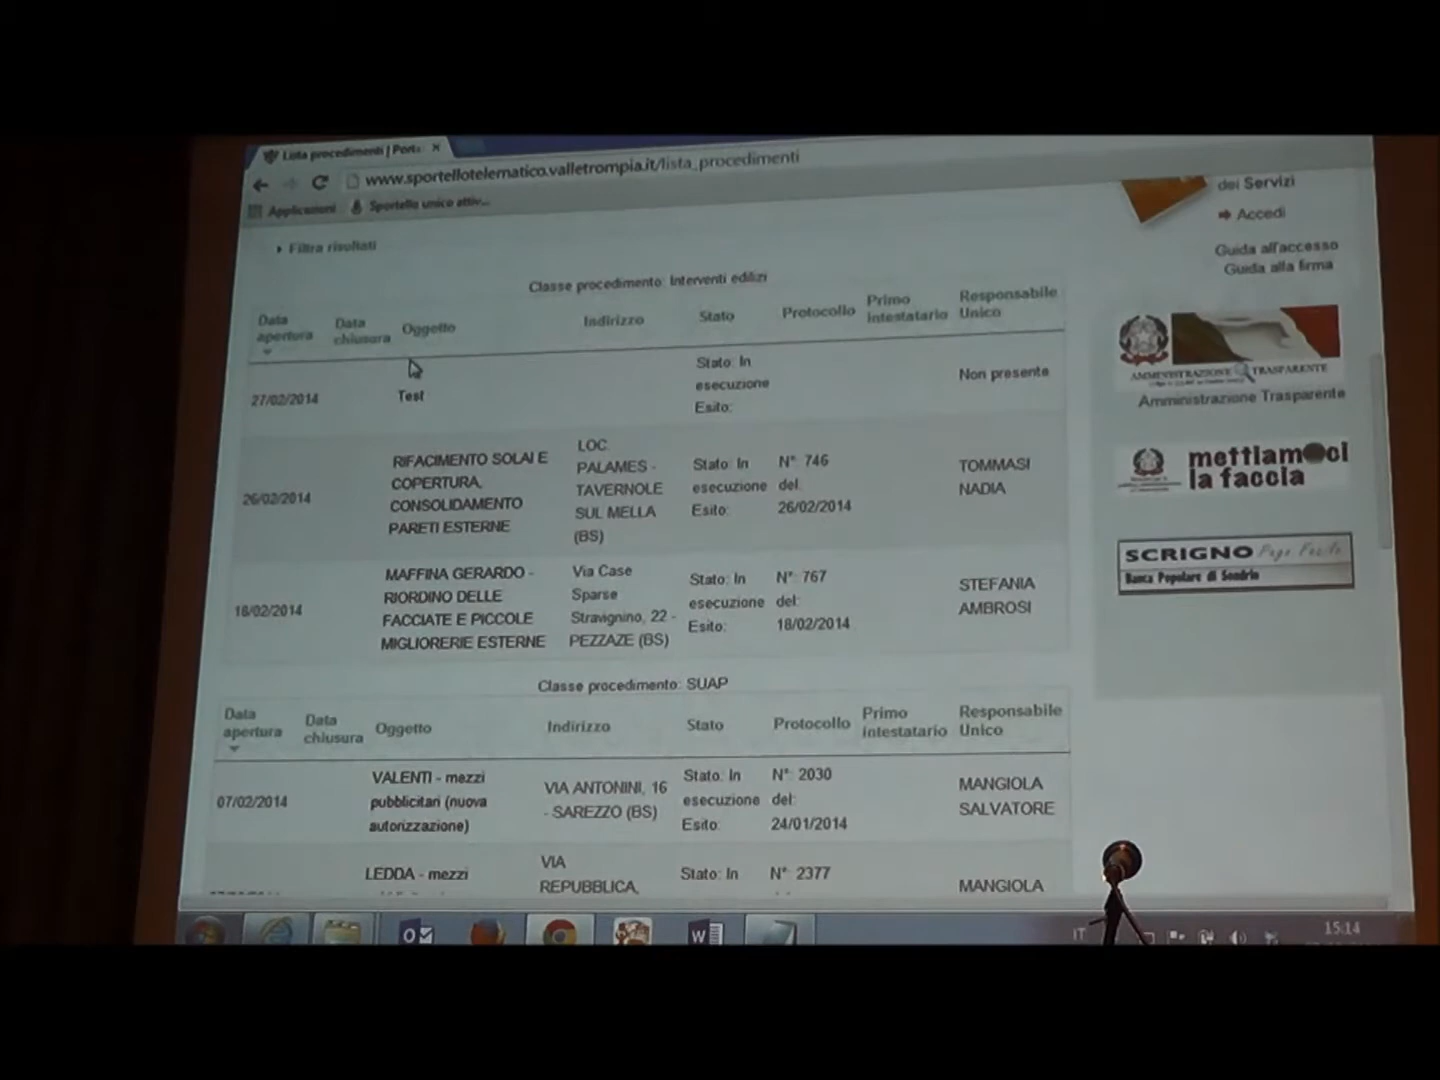 Lista procedimenti | Porta
www.sportellotelematico.valletrompia.it/lista_procedimenti
Applicazioni Sportello unico attiv...
dei Servizi
Accedi
Guida all'accesso
Guida alla firma
Filtra risultati
Classe procedimento: Interventi edilizi
Data apertura Data chiusura Oggetto Indirizzo Stato Protocollo Primo intestatario Responsabile Unico
27/02/2014 Test Stato: In esecuzione Esito: Non presente
26/02/2014 RIFACIMENTO SOLAI E COPERTURA, CONSOLIDAMENTO PARETI ESTERNE LOC. PALAMES - TAVERNOLE SUL MELLA (BS) Stato: In esecuzione Esito: N° 746 del: 26/02/2014 TOMMASI NADIA
18/02/2014 MAFFINA GERARDO - RIORDINO DELLE FACCIATE E PICCOLE MIGLIORERIE ESTERNE Via Case Sparse Stravignino, 22 - PEZZAZE (BS) Stato: In esecuzione Esito: N° 767 del: 18/02/2014 STEFANIA AMBROSI
Classe procedimento: SUAP
Data apertura Data chiusura Oggetto Indirizzo Stato Protocollo Primo intestatario Responsabile Unico
07/02/2014 VALENTI - mezzi pubblicitari (nuova autorizzazione) VIA ANTONINI, 16 - SAREZZO (BS) Stato: In esecuzione Esito: N° 2030 del: 24/01/2014 MANGIOLA SALVATORE
LEDDA - mezzi VIA REPUBBLICA, Stato: In N° 2377 MANGIOLA
AMMINISTRAZIONE TRASPARENTE
Amministrazione Trasparente
mettiamoci
la faccia
SCRIGNO Pago Facile
Banca Popolare di Sondrio
IT 15:14